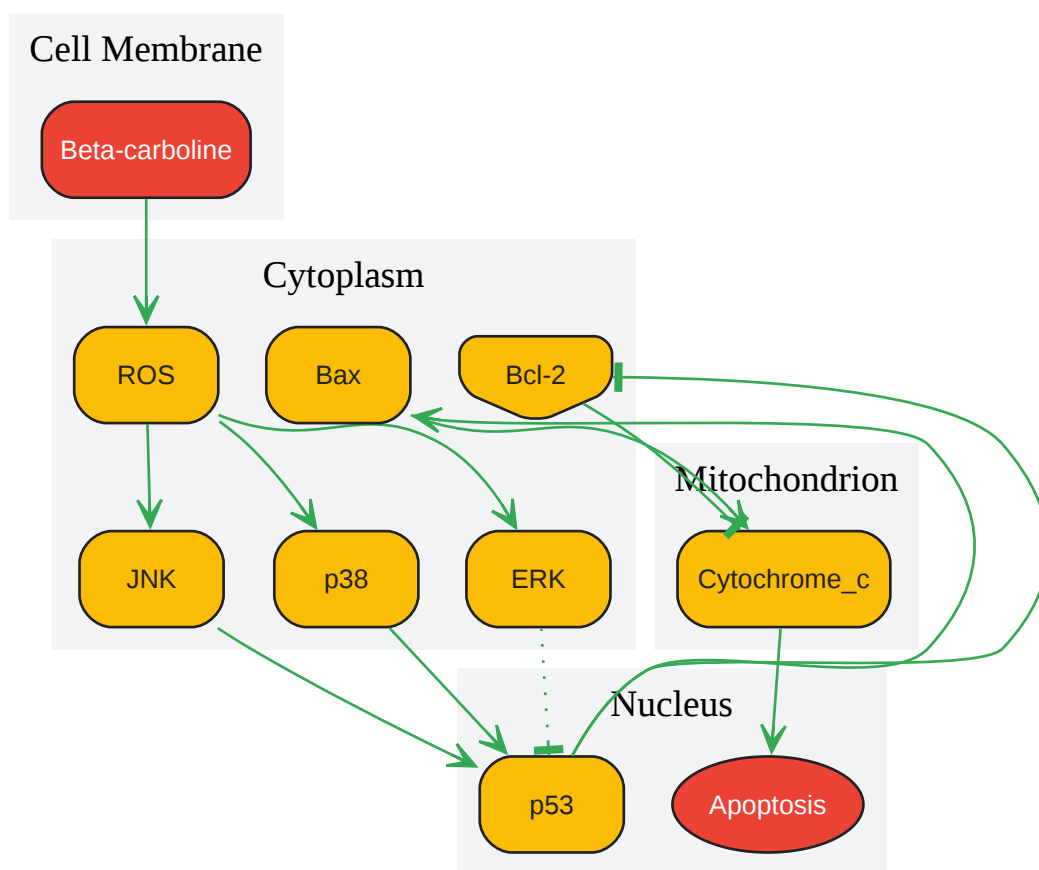 Cell Membrane
Beta-carboline
Cytoplasm
ROS
Bax
Bcl-2
Mitochondrion
JNK
p38
ERK
Cytochrome_c
Nucleus
p53
Apoptosis